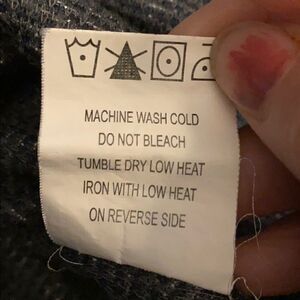 MACHINE WASH COLD
DO NOT BLEACH
TUMBLE DRY LOW HEAT
IRON WITH LOW HEAT
ON REVERSE SIDE